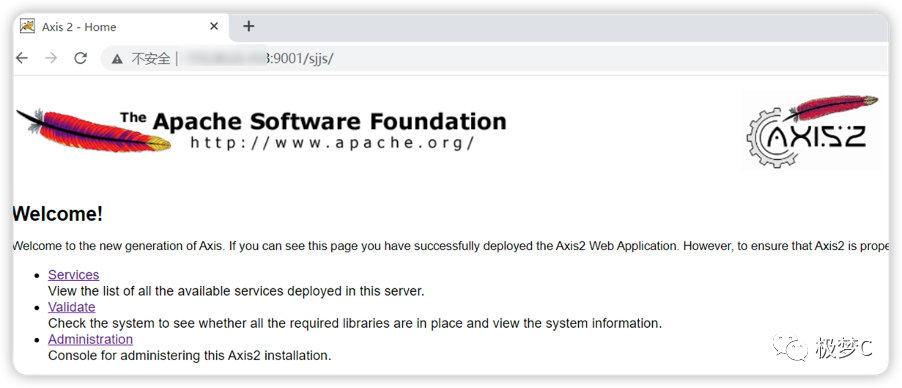 Axis 2 - Home
不安全 | :9001/sjjs/
The Apache Software Foundation
http://www.apache.org/
AXIS2
Welcome!
Welcome to the new generation of Axis. If you can see this page you have successfully deployed the Axis2 Web Application. However, to ensure that Axis2 is prope
Services
View the list of all the available services deployed in this server.
Validate
Check the system to see whether all the required libraries are in place and view the system information.
Administration
Console for administering this Axis2 installation.
极梦C